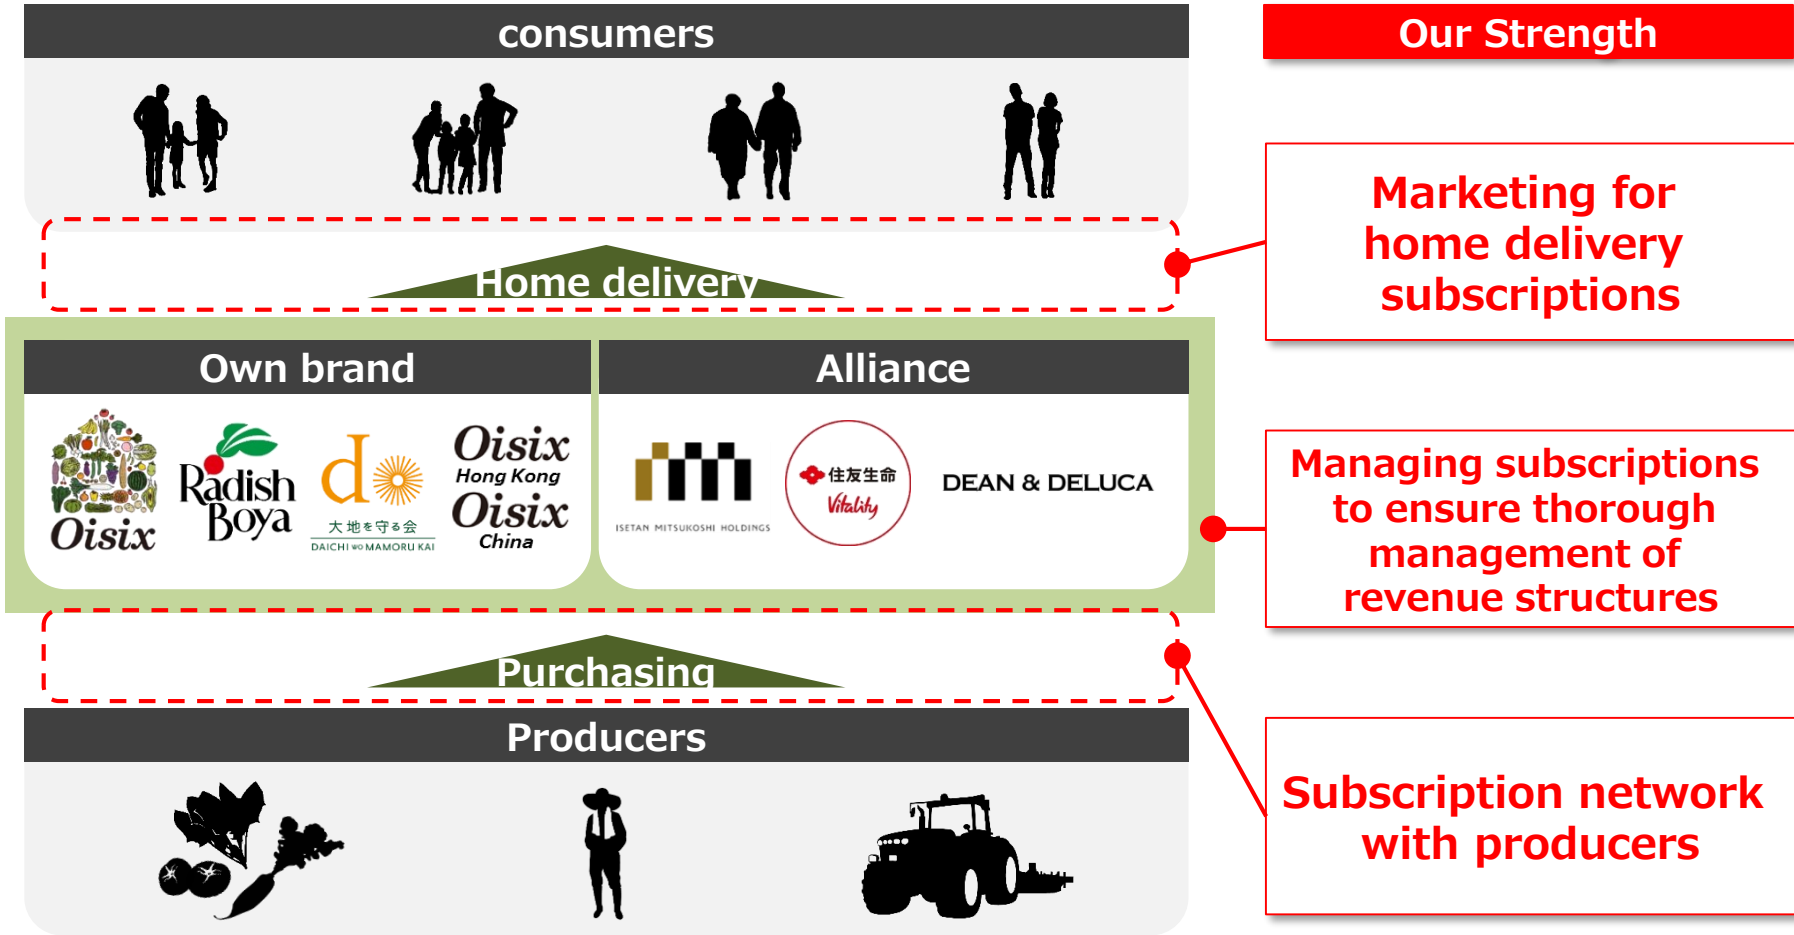 consumers
Our Strength
Marketing for
home delivery
subscriptions
Home delivery
Own brand
Alliance
Oisix
Radish
Boya
do
大地を守る会
DAICHI WO MAMORU KAI
Oisix
Hong Kong
Oisix
China
ISETAN MITSUKOSHI HOLDINGS
住友生命
Vitality
DEAN & DELUCA
Managing subscriptions
to ensure thorough
management of
revenue structures
Purchasing
Producers
Subscription network
with producers